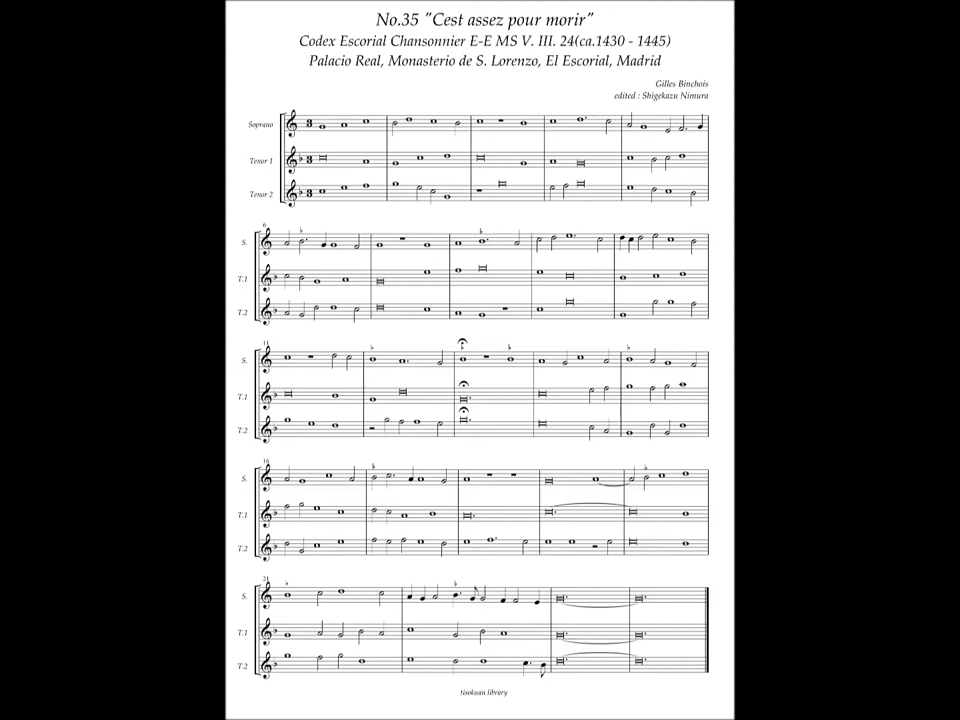 No.35 "Cest assez pour morir"
Codex Escorial Chansonnier E-E MS V. III. 24(ca.1430 - 1445)
Palacio Real, Monasterio de S. Lorenzo, El Escorial, Madrid
Gilles Binchois
edited : Shigekazu Nimura
Soprano
Tenor 1
Tenor 2
6
S.
T.1
T.2
11
S.
T.1
T.2
16
S.
T.1
T.2
21
S.
T.1
T.2
tisokuan library